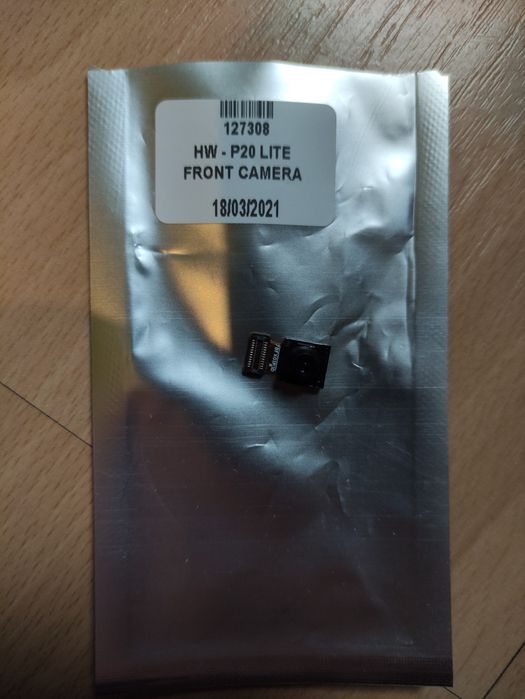 127308
HW - P20 LITE
FRONT CAMERA
18/03/2021